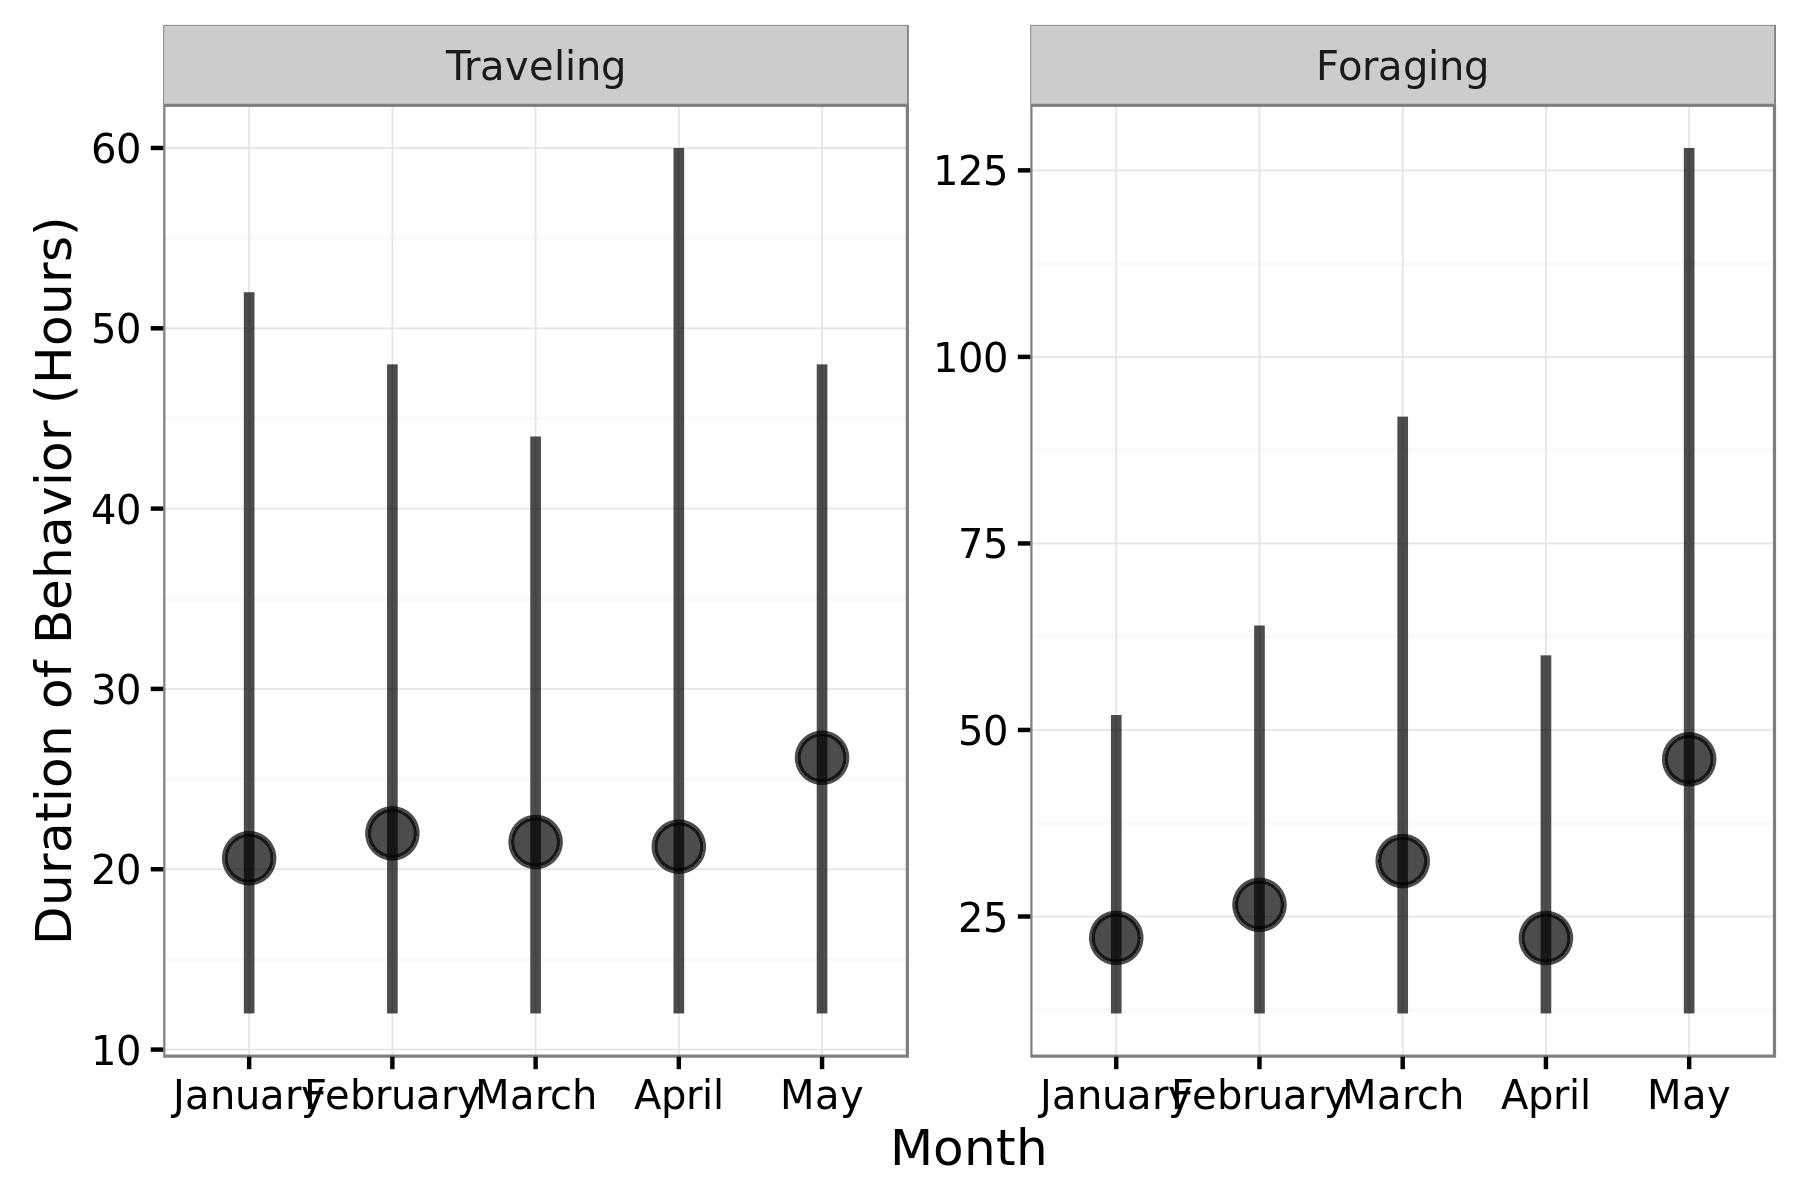 Traveling
Foraging
Duration of Behavior (Hours)
60
50
40
30
20
10
125
100
75
50
25
January February March April May
January February March April May
Month